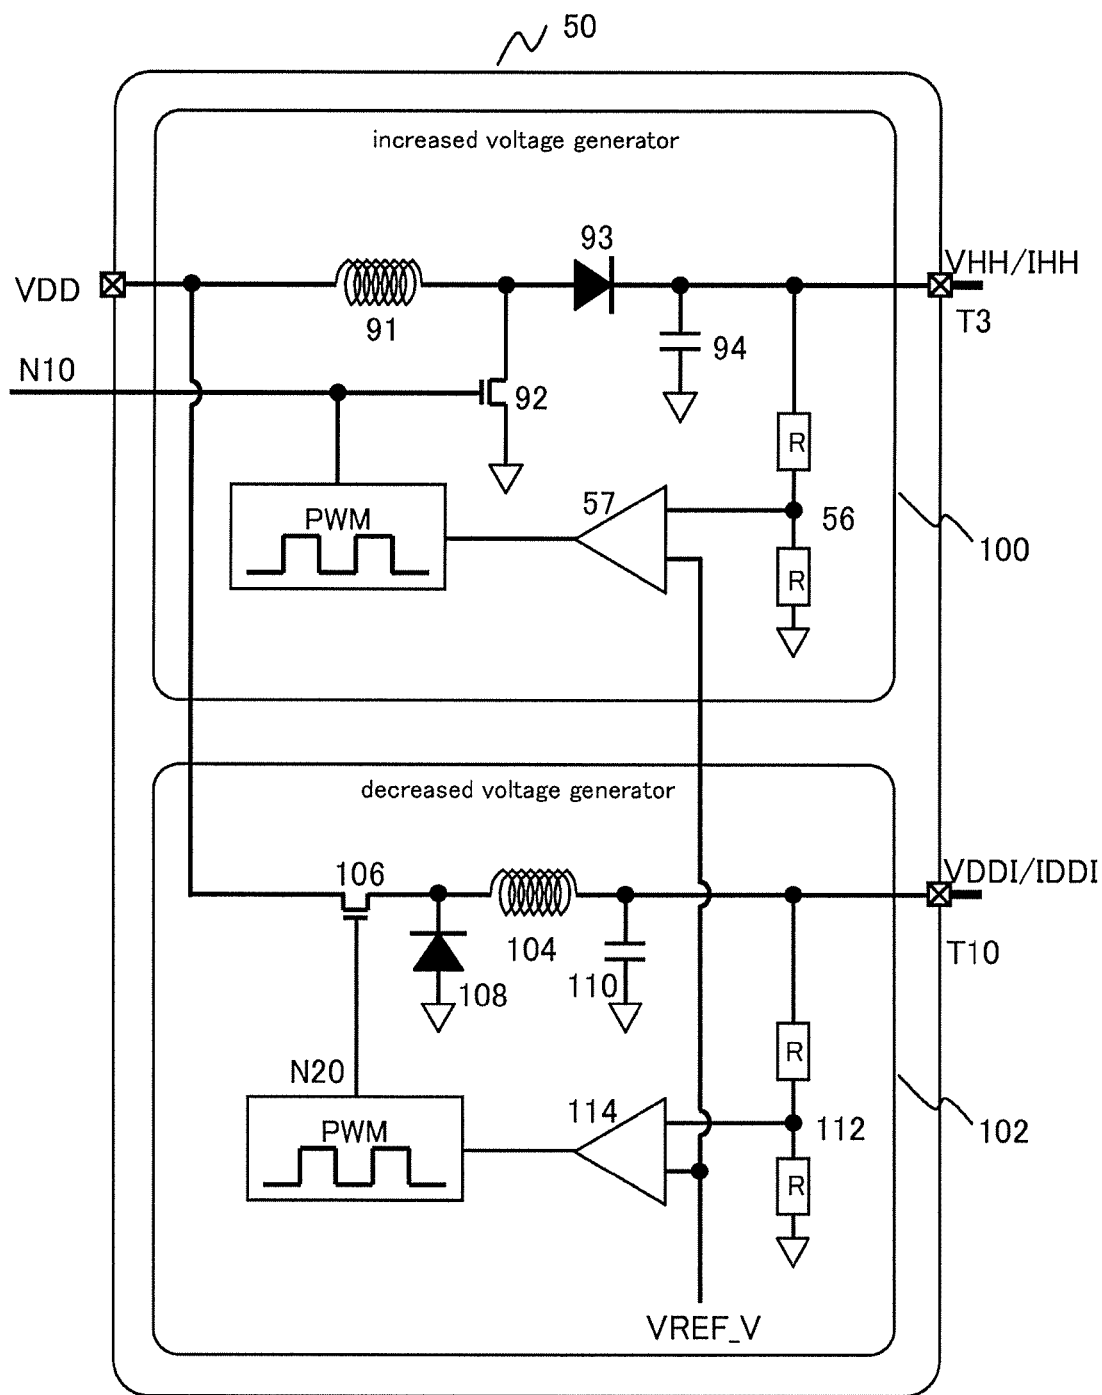 50
increased voltage generator
93
VHH/IHH
VDD
T3
91
94
N10
92
R
57
PWM
56
100
R
decreased voltage generator
106
VDDI/IDDI
104
T10
110
108
R
N20
114
112
102
PWM
R
VREF_V